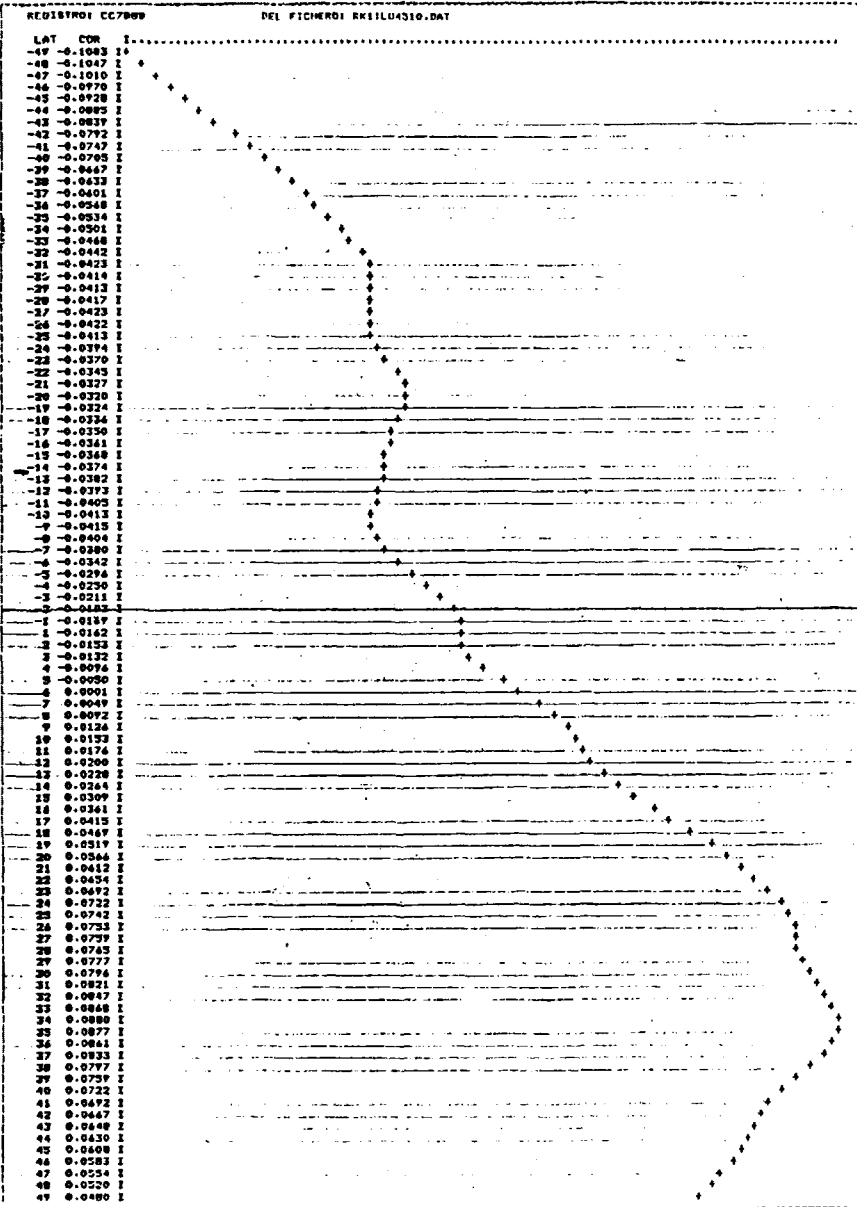 REGISTRO: CC7000 DEL FICHERO: RK1ILU4310.DAT
LAT COR I
-49 -0.1083 I
-48 -0.1047 I
-47 -0.1010 I
-46 -0.0970 I
-45 -0.0928 I
-44 -0.0885 I
-43 -0.0839 I
-42 -0.0792 I
-41 -0.0747 I
-40 -0.0705 I
-39 -0.0667 I
-38 -0.0633 I
-37 -0.0601 I
-36 -0.0568 I
-35 -0.0534 I
-34 -0.0501 I
-33 -0.0468 I
-32 -0.0442 I
-31 -0.0423 I
-30 -0.0414 I
-29 -0.0413 I
-28 -0.0417 I
-27 -0.0423 I
-26 -0.0422 I
-25 -0.0413 I
-24 -0.0394 I
-23 -0.0370 I
-22 -0.0345 I
-21 -0.0327 I
-20 -0.0320 I
-19 -0.0324 I
-18 -0.0336 I
-17 -0.0350 I
-16 -0.0361 I
-15 -0.0368 I
-14 -0.0374 I
-13 -0.0382 I
-12 -0.0393 I
-11 -0.0405 I
-10 -0.0413 I
-9 -0.0415 I
-8 -0.0404 I
-7 -0.0380 I
-6 -0.0342 I
-5 -0.0296 I
-4 -0.0250 I
-3 -0.0211 I
-2 -0.0183 I
-1 -0.0169 I
1 -0.0162 I
2 -0.0153 I
3 -0.0132 I
4 -0.0096 I
5 -0.0050 I
6 0.0001 I
7 0.0049 I
8 0.0092 I
9 0.0126 I
10 0.0153 I
11 0.0176 I
12 0.0200 I
13 0.0228 I
14 0.0264 I
15 0.0309 I
16 0.0361 I
17 0.0415 I
18 0.0467 I
19 0.0519 I
20 0.0566 I
21 0.0612 I
22 0.0654 I
23 0.0692 I
24 0.0722 I
25 0.0742 I
26 0.0753 I
27 0.0759 I
28 0.0765 I
29 0.0777 I
30 0.0796 I
31 0.0821 I
32 0.0847 I
33 0.0868 I
34 0.0880 I
35 0.0877 I
36 0.0861 I
37 0.0833 I
38 0.0797 I
39 0.0759 I
40 0.0722 I
41 0.0692 I
42 0.0667 I
43 0.0648 I
44 0.0630 I
45 0.0608 I
46 0.0583 I
47 0.0554 I
48 0.0520 I
49 0.0480 I